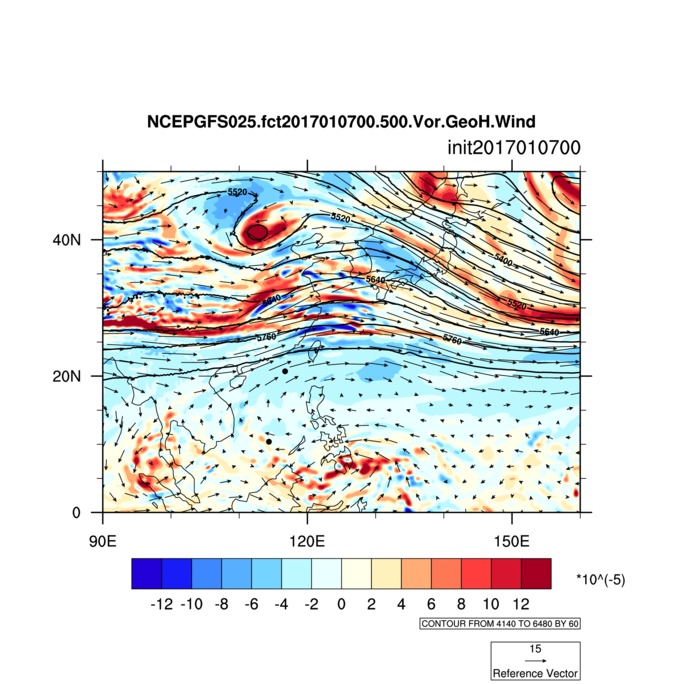 NCEPGFS025.fct2017010700.500.Vor.GeoH.Wind
init2017010700
5520
5520
40N
5400
5640
5640
5520
5640
5760
5760
20N
0
90E 120E 150E
-12 -10 -8 -6 -4 -2 0 2 4 6 8 10 12
*10^(-5)
CONTOUR FROM 4140 TO 6480 BY 60
15
Reference Vector